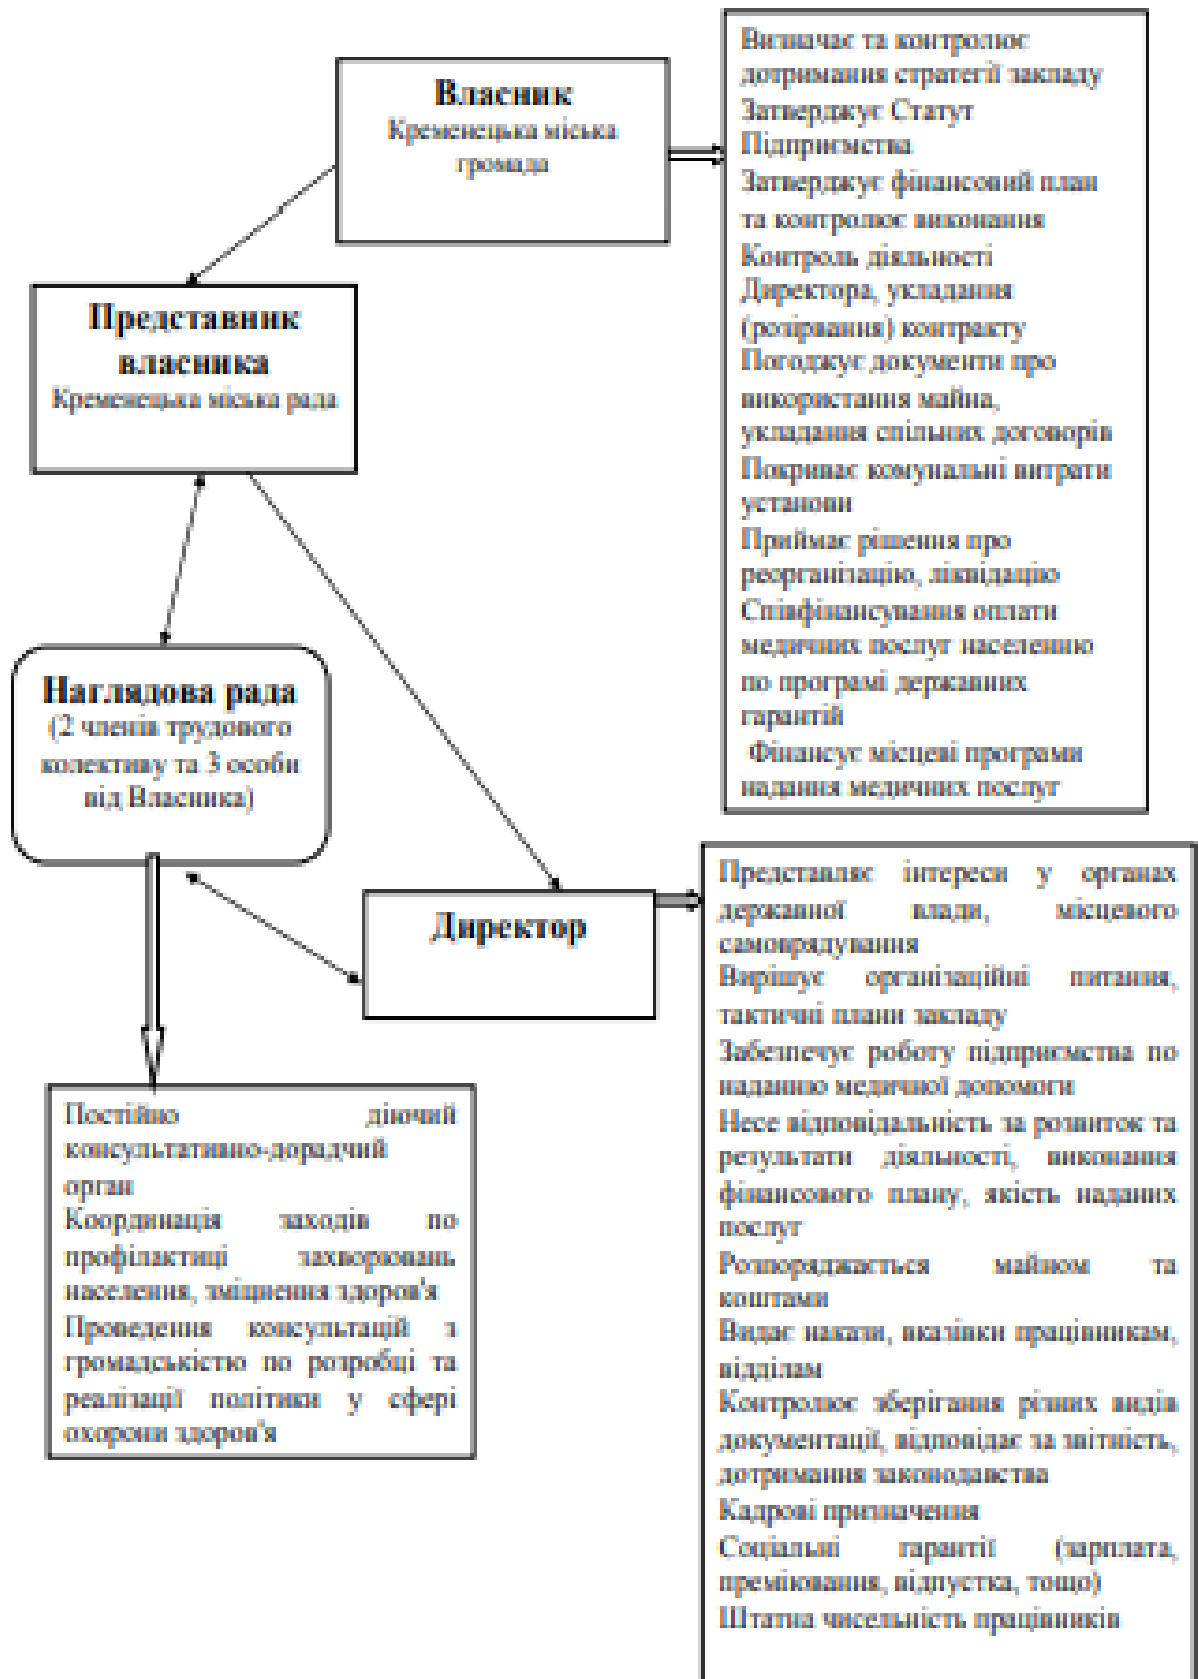 Власник
Кременецька міська
громада
Визначає та контролює
дотримання стратегії закладу
Затверджує Статут
Підприємства
Затверджує фінансовий план
та контролює виконання
Контроль діяльності
Директора, укладання
(розірвання) контракту
Погоджує документи про
використання майна,
укладання спільних договорів
Покриває комунальні витрати
установи
Приймає рішення про
реорганізацію, ліквідацію
Співфінансування оплати
медичних послуг населенню
по програмі державних
гарантій
Фінансує місцеві програми
надання медичних послуг
Представник
власника
Кременецька міська рада
Наглядова рада
(2 членів трудового
колективу та 3 особи
від Власника)
Директор
Представляє інтереси у органах
державної влади, місцевого
самоврядування
Вирішує організаційні питання,
тактичні плани закладу
Забезпечує роботу підприємства по
наданню медичної допомоги
Несе відповідальність за розвиток та
результати діяльності, виконання
фінансового плану, якість наданих
послуг
Розпоряджається майном та
коштами
Видає накази, вказівки працівникам,
відділам
Контролює зберігання різних видів
документації, відповідає за звітність,
дотримання законодавства
Кадрові призначення
Соціальні гарантії (зарплата,
преміювання, відпустка, тощо)
Штатна чисельність працівників
Постійно діючий
консультативно-дорадчий
орган
Координація заходів по
профілактиці захворювань
населення, зміцнення здоров'я
Проведення консультацій з
громадськістю по розробці та
реалізації політики у сфері
охорони здоров'я